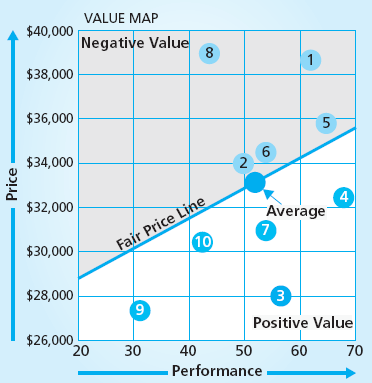 VALUE MAP
$40,000
Negative Value
8
1
$38,000
$36,000
5
6
$34,000
2
4
$32,000
Average
Fair Price Line
7
10
$30,000
$28,000
3
9
Positive Value
$26,000
20 30 40 50 60 70
Price
Performance